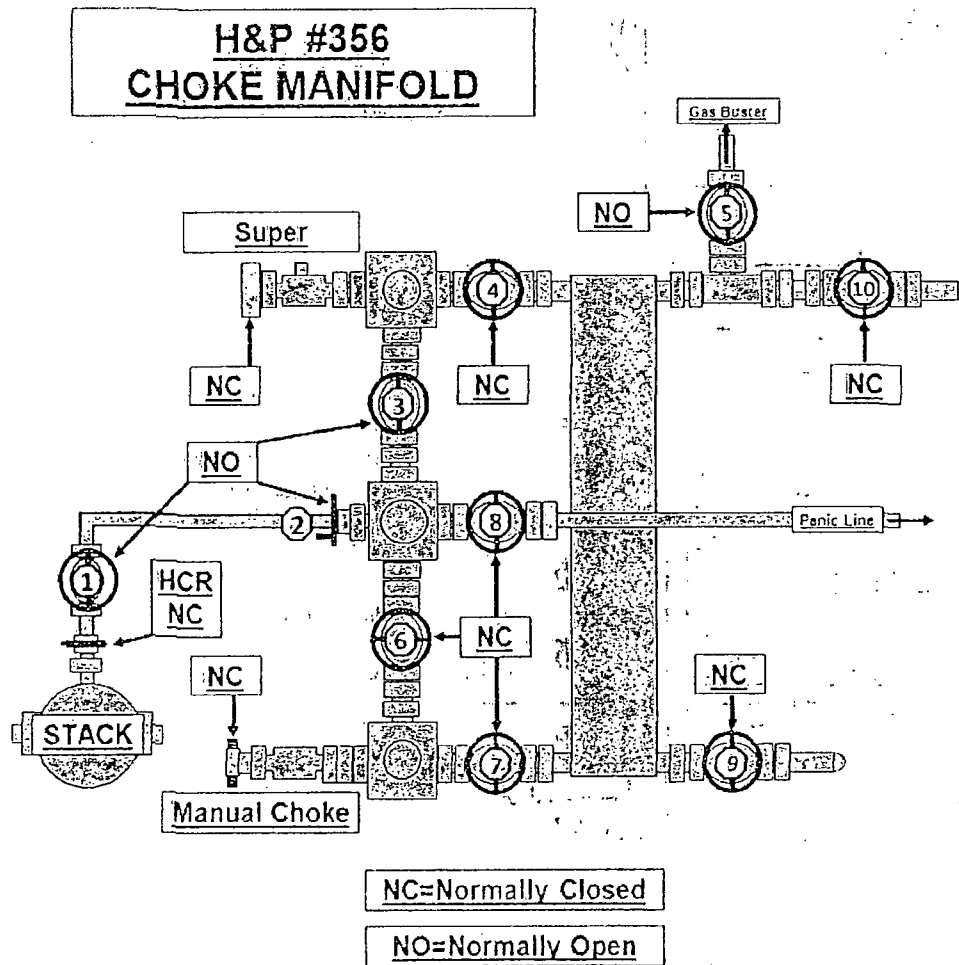 H&P #356
CHOKE MANIFOLD
Gas Buster
NO
5
Super
4
10
NC
NC
NC
3
NO
2
8
Panic Line
1
HCR
NC
6
NC
NC
NC
STACK
7
9
Manual Choke
NC=Normally Closed
NO=Normally Open